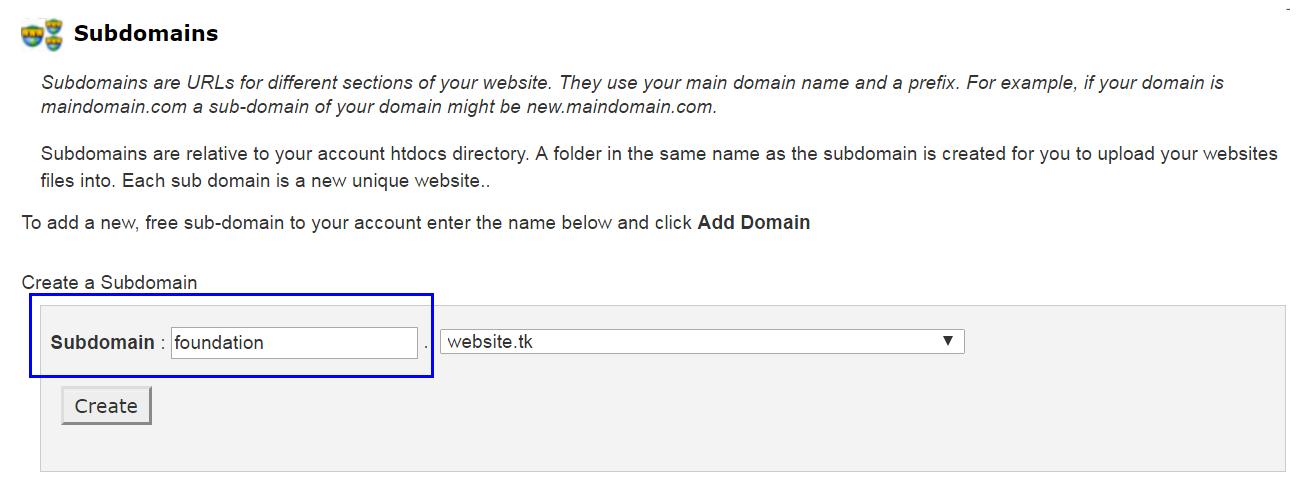 Subdomains
Subdomains are URLs for different sections of your website. They use your main domain name and a prefix. For example, if your domain is
maindomain.com a sub-domain of your domain might be new.maindomain.com.
Subdomains are relative to your account htdocs directory. A folder in the same name as the subdomain is created for you to upload your websites
files into. Each sub domain is a new unique website..
To add a new, free sub-domain to your account enter the name below and click Add Domain
Create a Subdomain
Subdomain : foundation . website.tk
Create